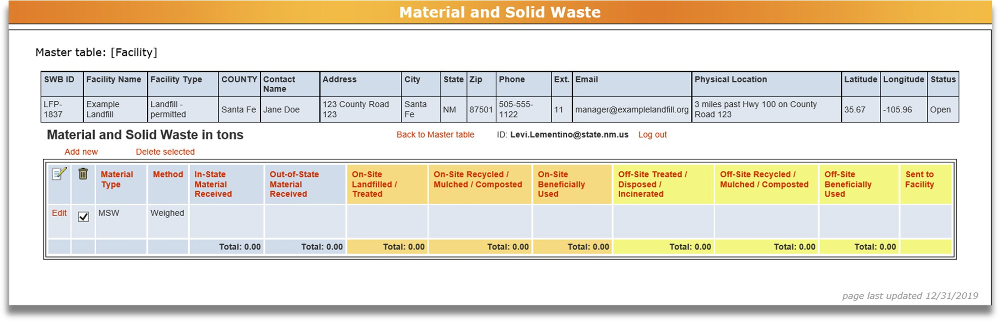 Material and Solid Waste
Master table: [Facility]
SWB ID Facility Name Facility Type COUNTY Contact Name Address City State Zip Phone Ext. Email Physical Location Latitude Longitude Status
LFP-1837 Example Landfill Landfill - permitted Santa Fe Jane Doe 123 County Road 123 Santa Fe NM 87501 505-555-1122 11 manager@examplelandfill.org 3 miles past Hwy 100 on County Road 123 35.67 -105.96 Open
Material and Solid Waste in tons Back to Master table ID: Levi.Lementino@state.nm.us Log out
Add new Delete selected
Material Type Method In-State Material Received Out-of-State Material Received On-Site Landfilled / Treated On-Site Recycled / Mulched / Composted On-Site Beneficially Used Off-Site Treated / Disposed / Incinerated Off-Site Recycled / Mulched / Composted Off-Site Beneficially Used Sent to Facility
Edit MSW Weighed
Total: 0.00 Total: 0.00 Total: 0.00 Total: 0.00 Total: 0.00 Total: 0.00 Total: 0.00 Total: 0.00
page last updated 12/31/2019